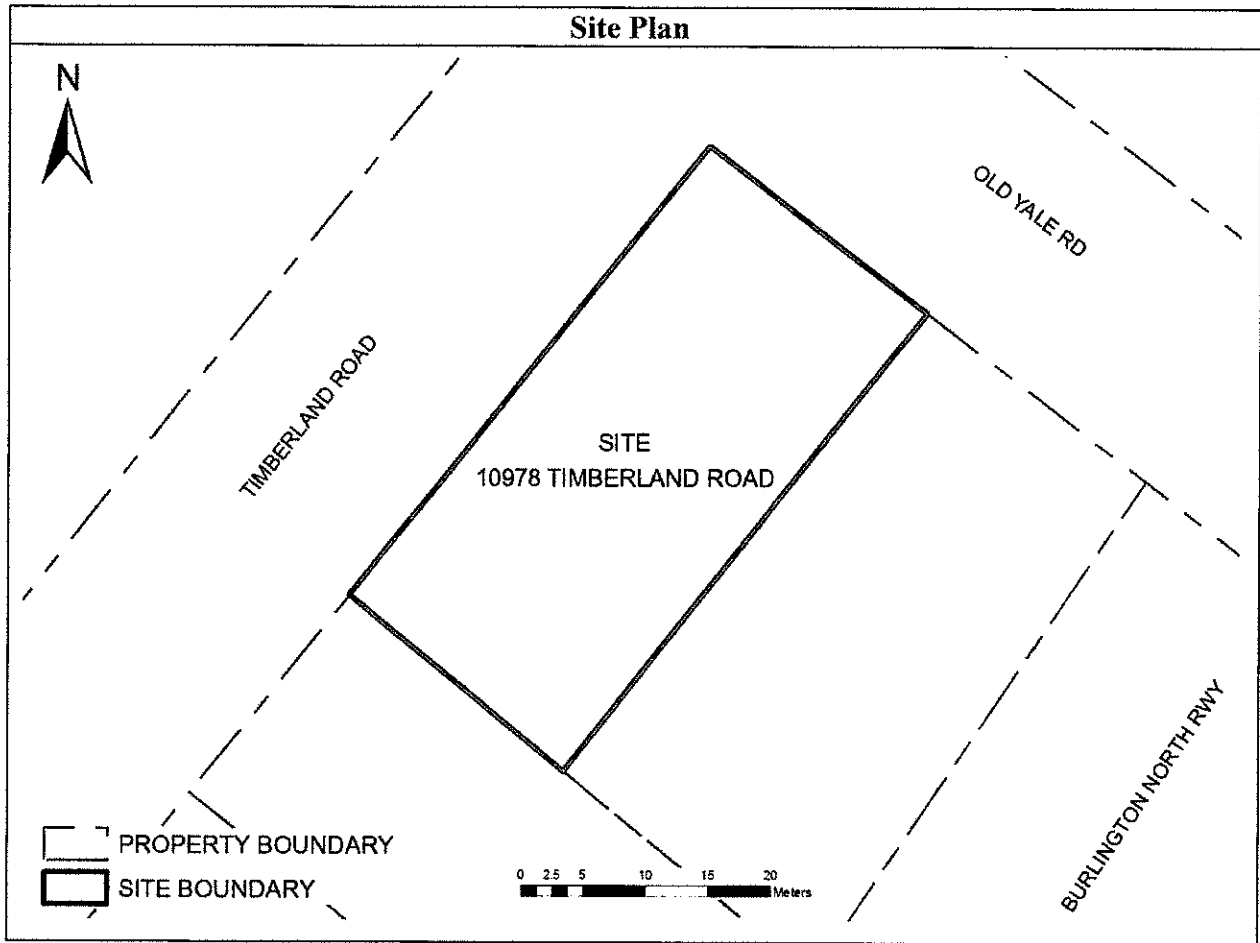 Site Plan
N
OLD YALE RD
TIMBERLAND ROAD
SITE
10978 TIMBERLAND ROAD
BURLINGTON NORTH RWY
PROPERTY BOUNDARY
SITE BOUNDARY
0 2.5 5 10 15 20
Meters